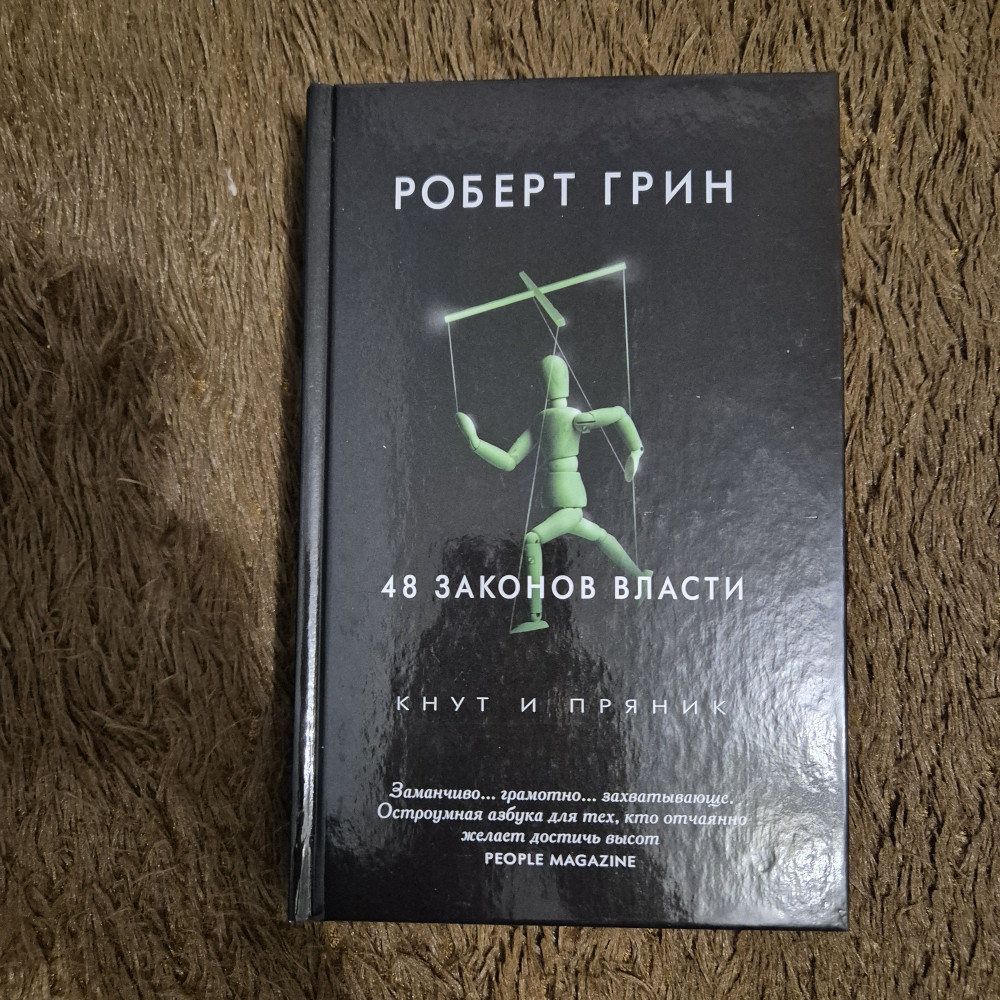 РОБЕРТ ГРИН
48 ЗАКОНОВ ВЛАСТИ
КНУТ И ПРЯНИК
Заманчиво... грамотно... захватывающе.
Остроумная азбука для тех, кто отчаянно
желает достичь высот
PEOPLE MAGAZINE